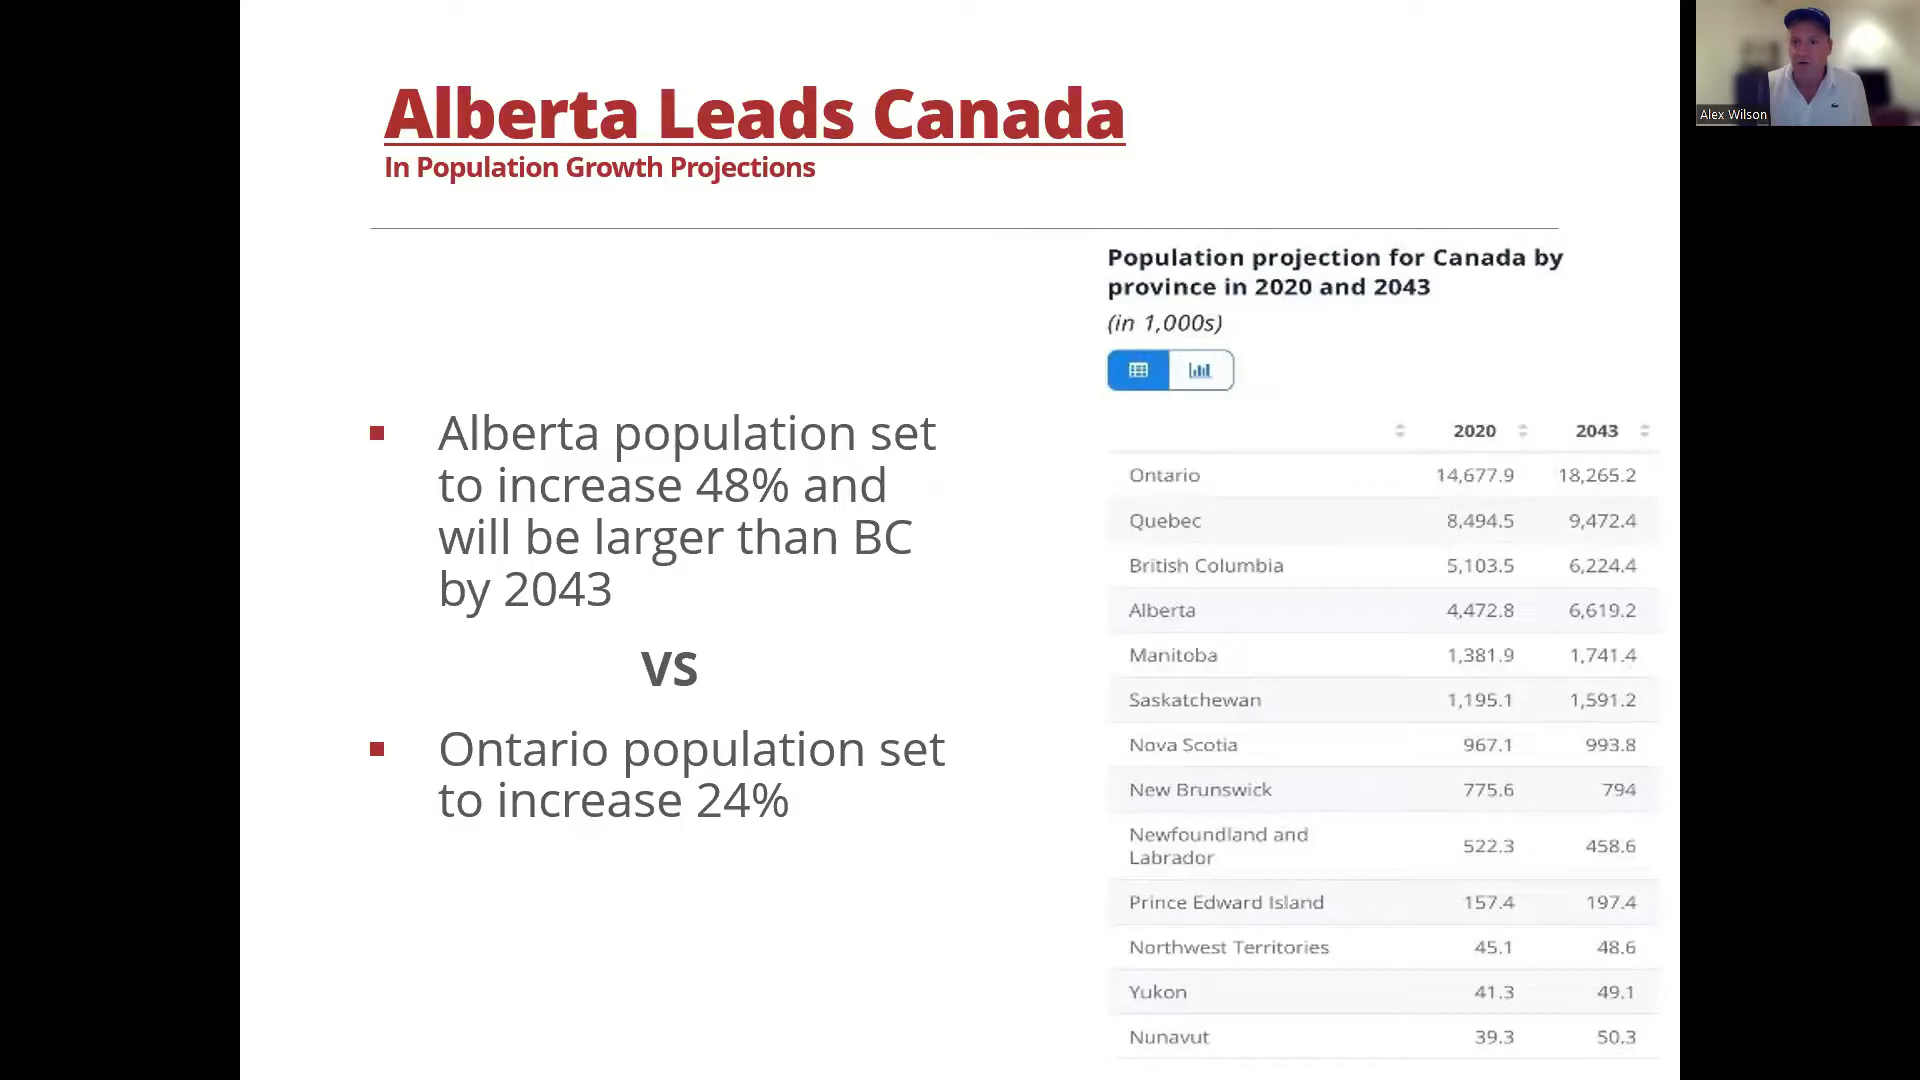 Alberta Leads Canada
In Population Growth Projections
Alex Wilson
Population projection for Canada by
province in 2020 and 2043
(in 1,000s)
▪ Alberta population set
to increase 48% and
will be larger than BC
by 2043
VS
▪ Ontario population set
to increase 24%
2020 2043
Ontario 14,677.9 18,265.2
Quebec 8,494.5 9,472.4
British Columbia 5,103.5 6,224.4
Alberta 4,472.8 6,619.2
Manitoba 1,381.9 1,741.4
Saskatchewan 1,195.1 1,591.2
Nova Scotia 967.1 993.8
New Brunswick 775.6 794
Newfoundland and
Labrador 522.3 458.6
Prince Edward Island 157.4 197.4
Northwest Territories 45.1 48.6
Yukon 41.3 49.1
Nunavut 39.3 50.3